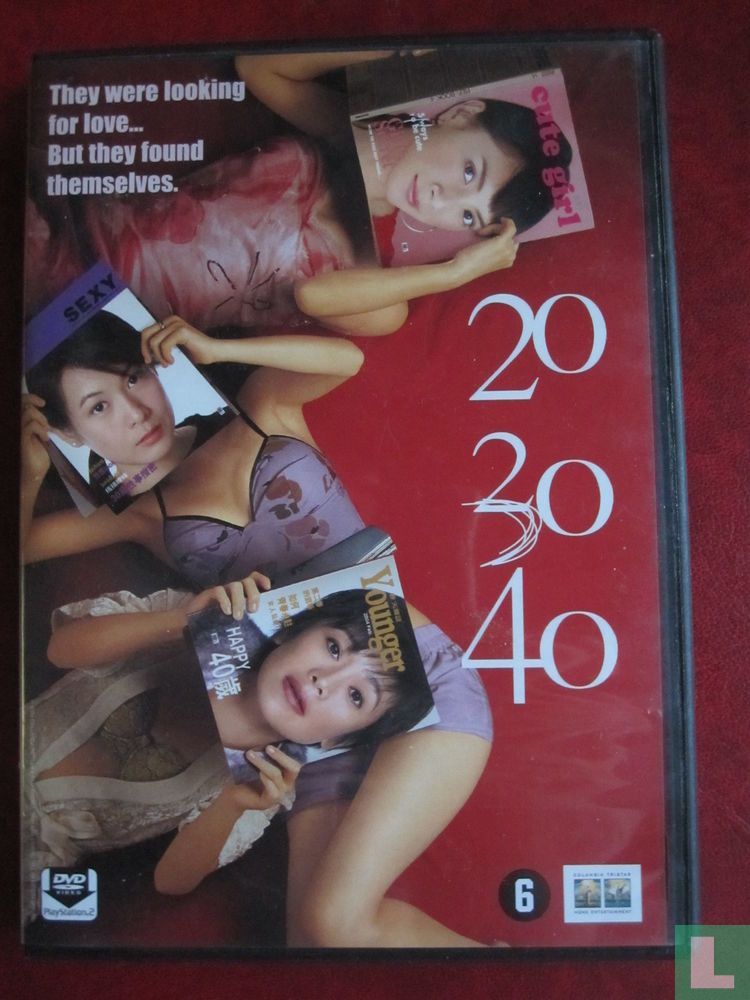 They were looking
for love...
But they found
themselves.
cute girl
SEXY
20
30
40
Younger
HAPPY
40歲
DVD
VIDEO
PlayStation.2
6
COLUMBIA TRISTAR
HOME ENTERTAINMENT
L